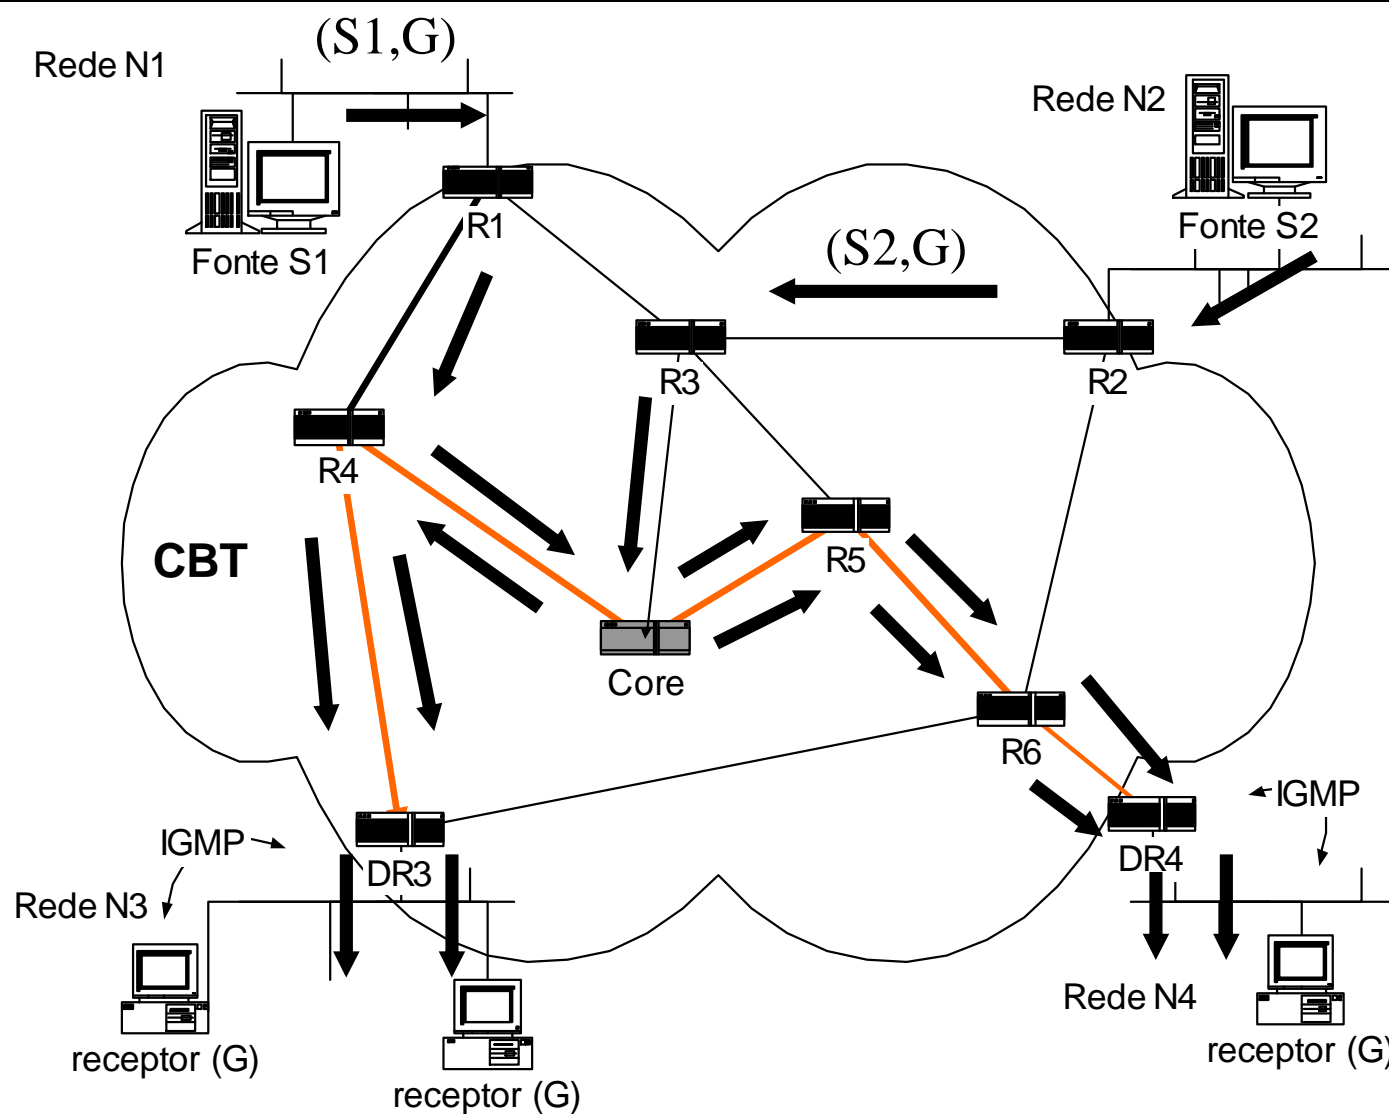 (S1,G)
Rede N1
Rede N2
R1
Fonte S1
Fonte S2
(S2,G)
R3
R2
R4
CBT
R5
Core
R6
IGMP
IGMP
DR3
DR4
Rede N3
Rede N4
receptor (G)
receptor (G)
receptor (G)